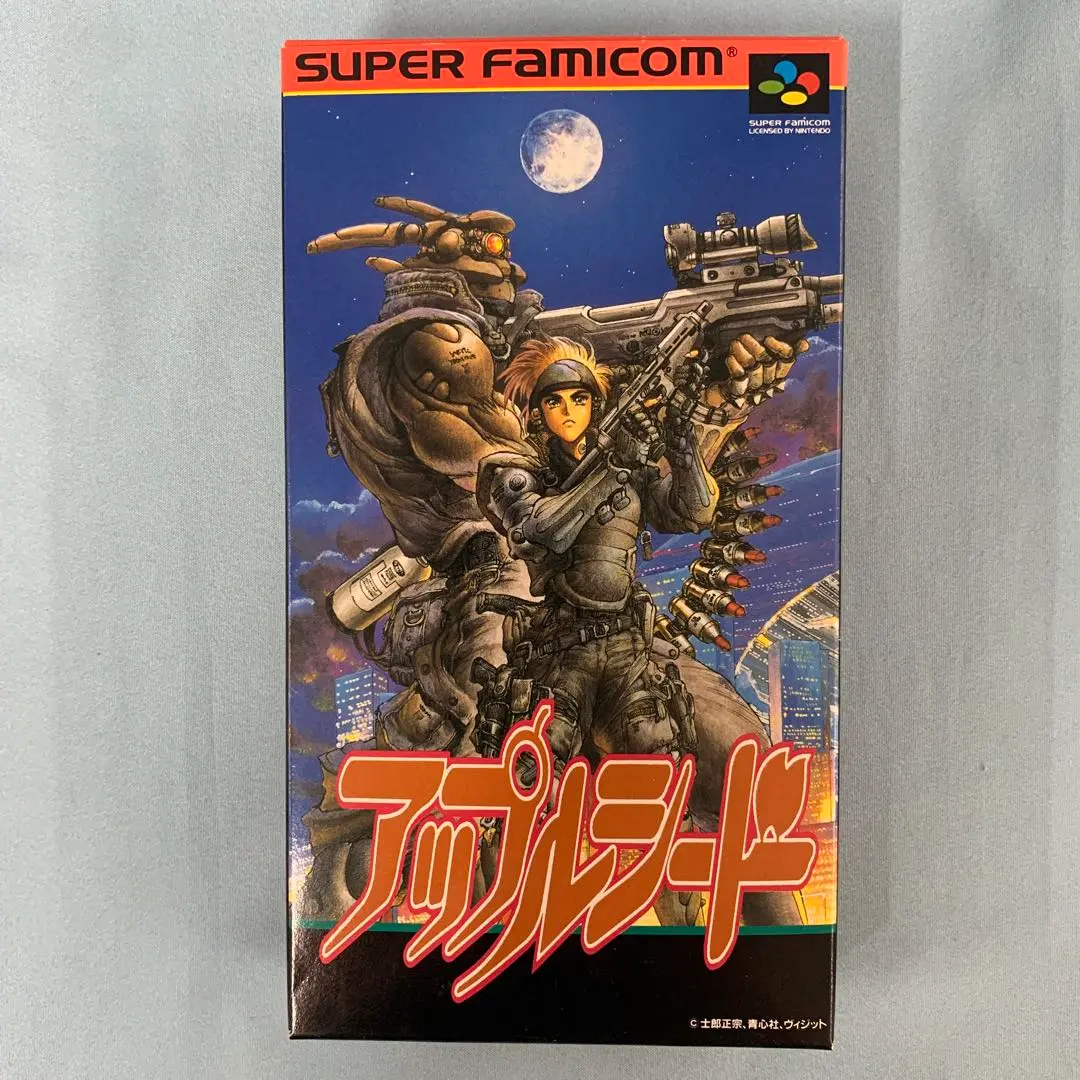 SUPER FAMICOM®
SUPER FAMICOM
LICENSED BY NINTENDO
アップルシード
© 士郎正宗、青心社、ヴィジット